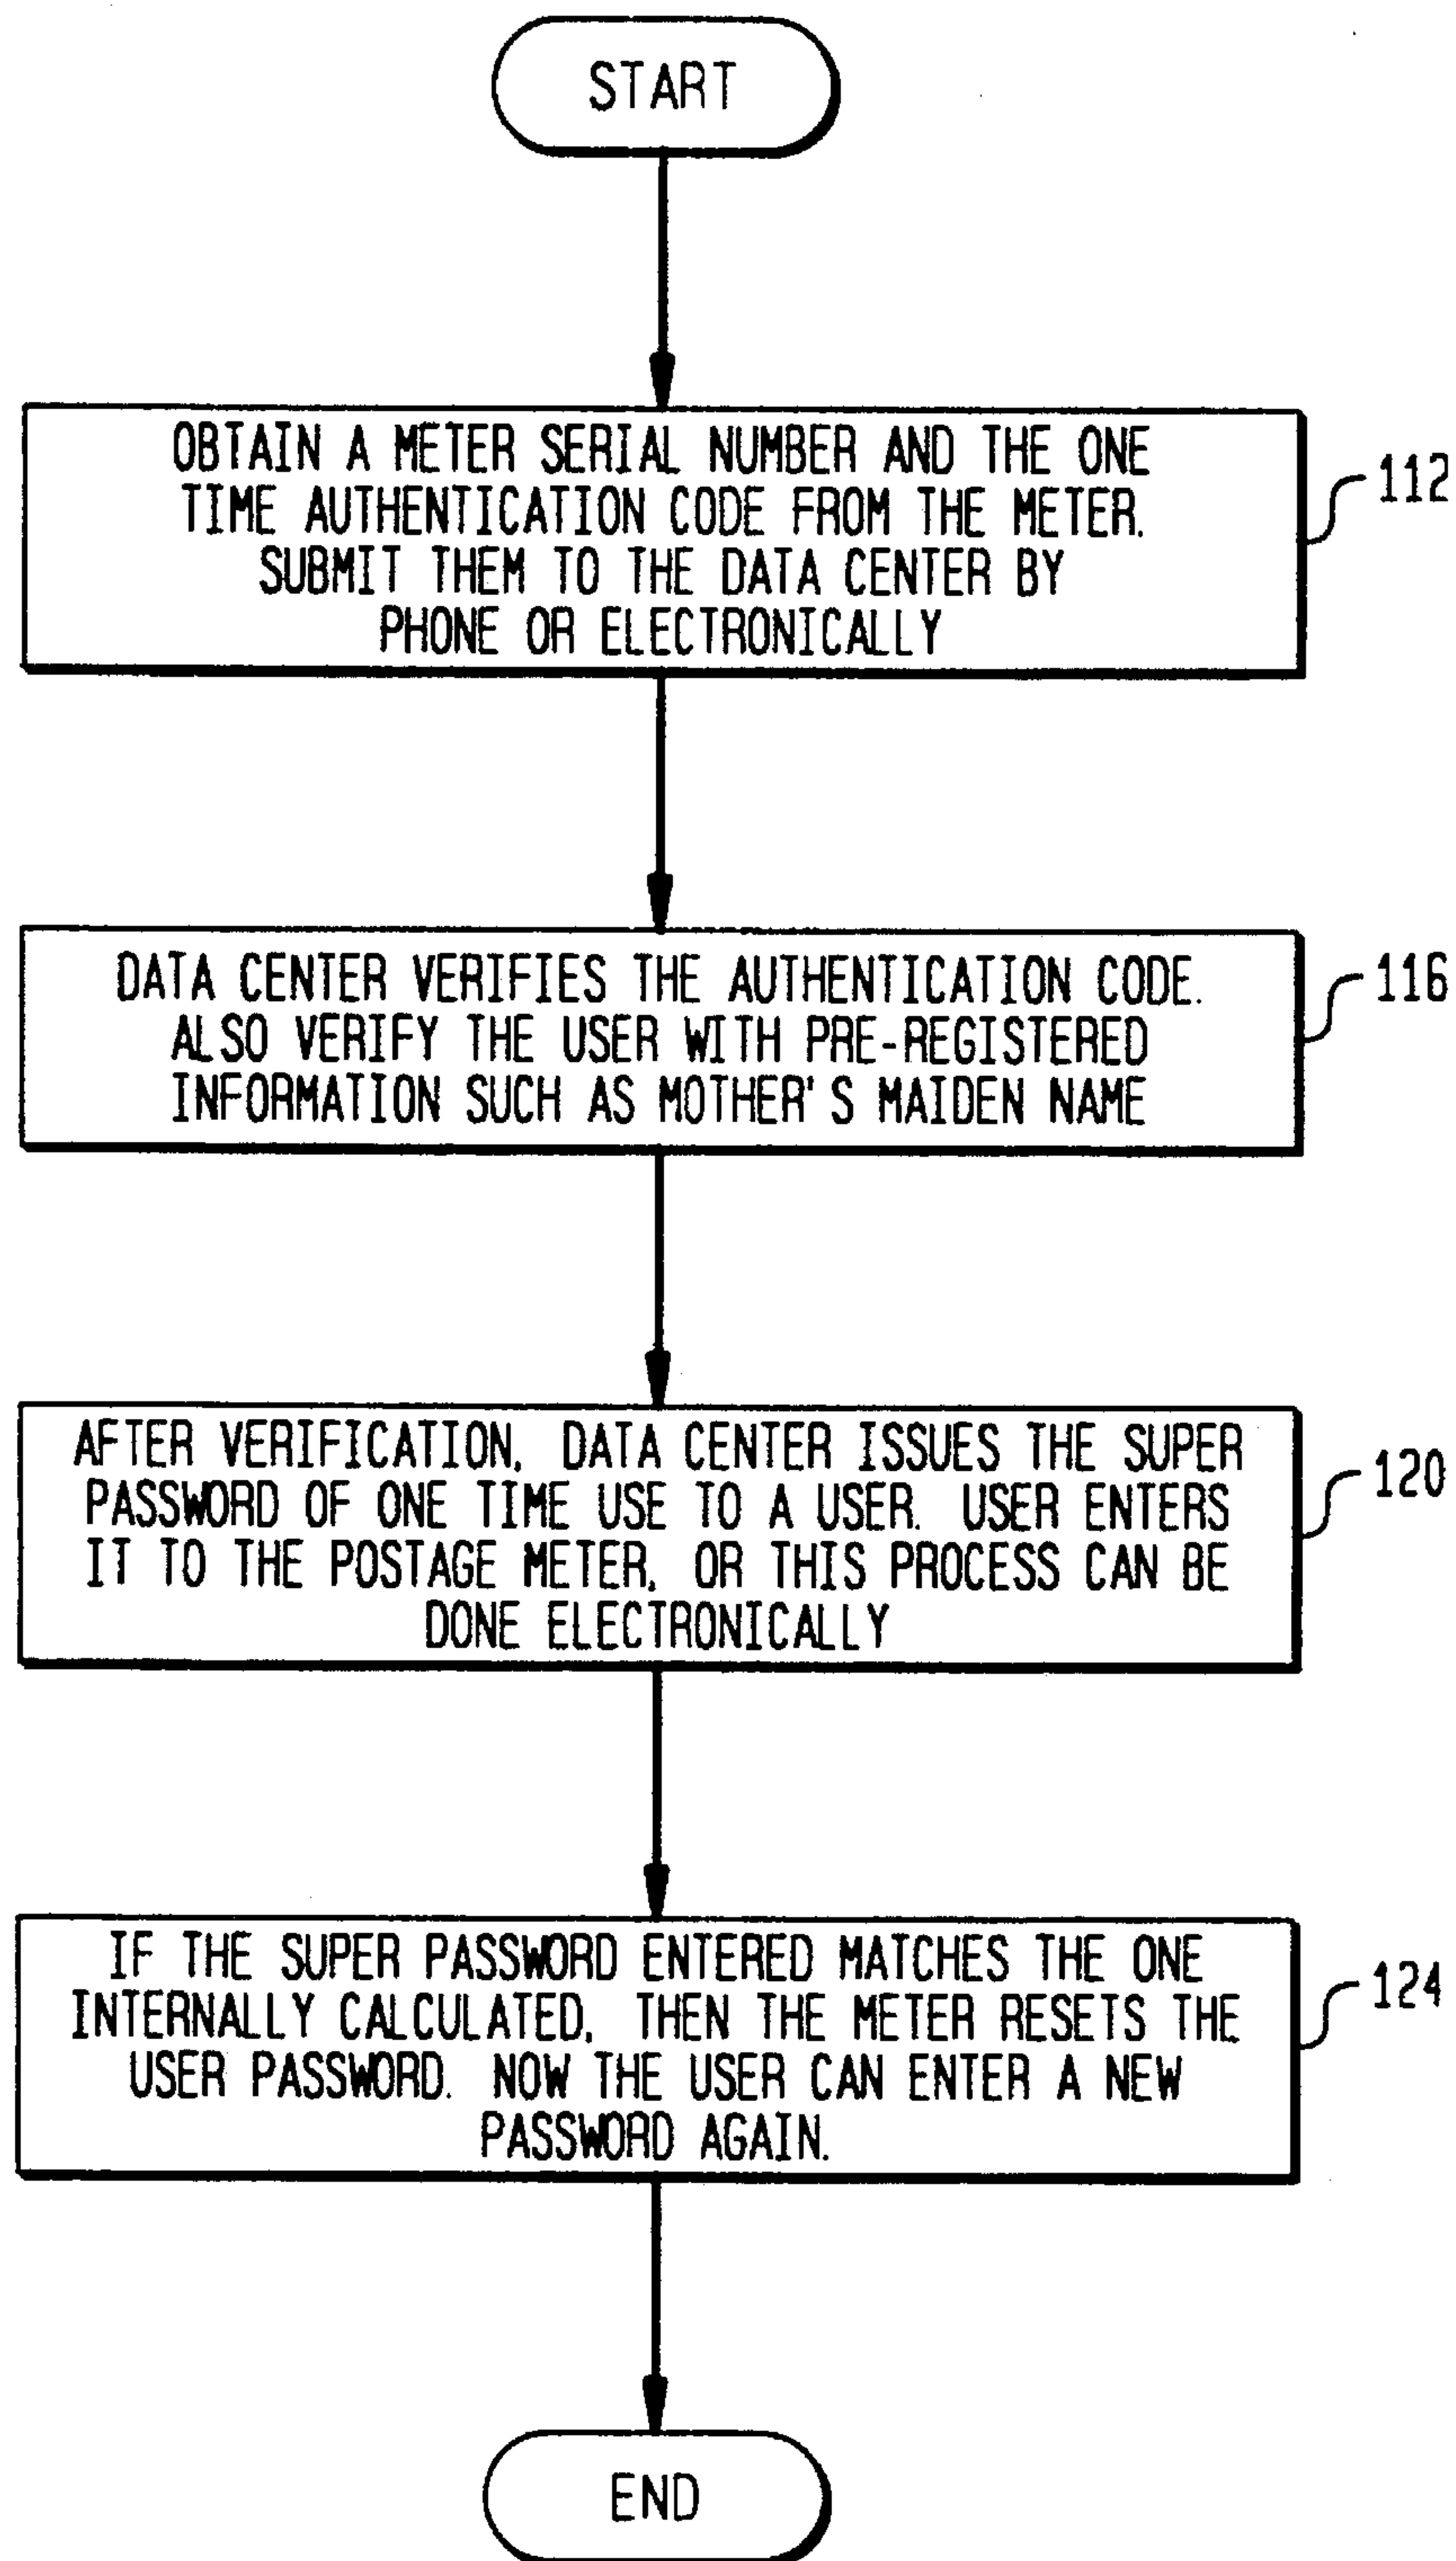 START
OBTAIN A METER SERIAL NUMBER AND THE ONE
TIME AUTHENTICATION CODE FROM THE METER.
SUBMIT THEM TO THE DATA CENTER BY
PHONE OR ELECTRONICALLY
112
DATA CENTER VERIFIES THE AUTHENTICATION CODE.
ALSO VERIFY THE USER WITH PRE-REGISTERED
INFORMATION SUCH AS MOTHER'S MAIDEN NAME
116
AFTER VERIFICATION, DATA CENTER ISSUES THE SUPER
PASSWORD OF ONE TIME USE TO A USER. USER ENTERS
IT TO THE POSTAGE METER, OR THIS PROCESS CAN BE
DONE ELECTRONICALLY
120
IF THE SUPER PASSWORD ENTERED MATCHES THE ONE
INTERNALLY CALCULATED, THEN THE METER RESETS THE
USER PASSWORD. NOW THE USER CAN ENTER A NEW
PASSWORD AGAIN.
124
END